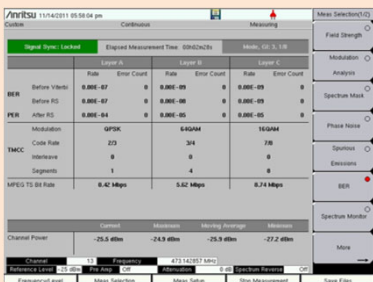 Anritsu 11/14/2011 05:58:04 pm
Custom Continuous Measuring
Signal Sync: Locked Elapsed Measurement Time, 00h02m28s Mode, GI: 3, 1/8
Layer A Layer B Layer C
Rate Error Count Rate Error Count Rate Error Count
BER Before Viterbi 0.00E-07 0 0.00E-09 0 0.00E-09 0
Before RS 0.00E-07 0 0.00E-08 0 0.00E-09 0
PER After RS 0.00E-04 0 0.00E-05 0 0.00E-05 0
TMCC Modulation QPSK 64QAM 16QAM
Code Rate 2/3 3/4 7/8
Interleave 0 0 0
Segments 1 4 8
MPEG TS Bit Rate 0.42 Mbps 5.62 Mbps 8.74 Mbps
Current Maximum Moving Average Minimum
Channel Power -25.5 dBm -24.9 dBm -25.9 dBm -27.2 dBm
Channel 13 Frequency 473.142857 MHz
Reference Level -25 dBm Pre Amp Off Attenuation 0 dB Spectrum Reverse Off
Frequency/Level Meas Selection Meas Setup Stop Measurement Save Files
Meas Selection(1/2)
Field Strength
Modulation
Analysis
Spectrum Mask
Phase Noise
Spurious
Emissions
BER
Spectrum Monitor
More